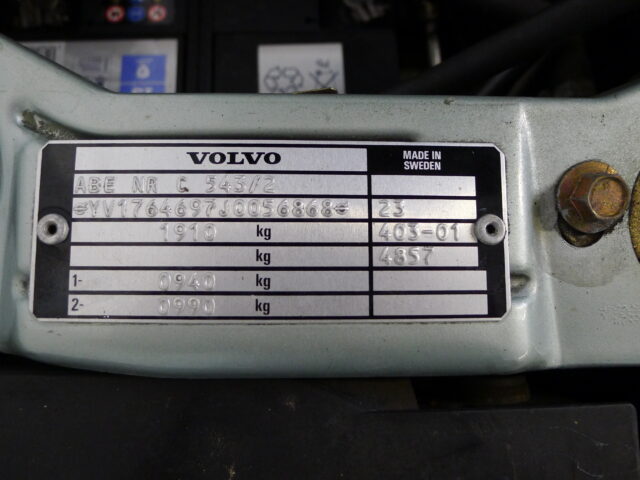 VOLVO
MADE IN
SWEDEN
ABE NR C 543/2
YV1764697J0056868
23
1910 kg
403-01
kg
4857
1- 0940 kg
2- 0990 kg